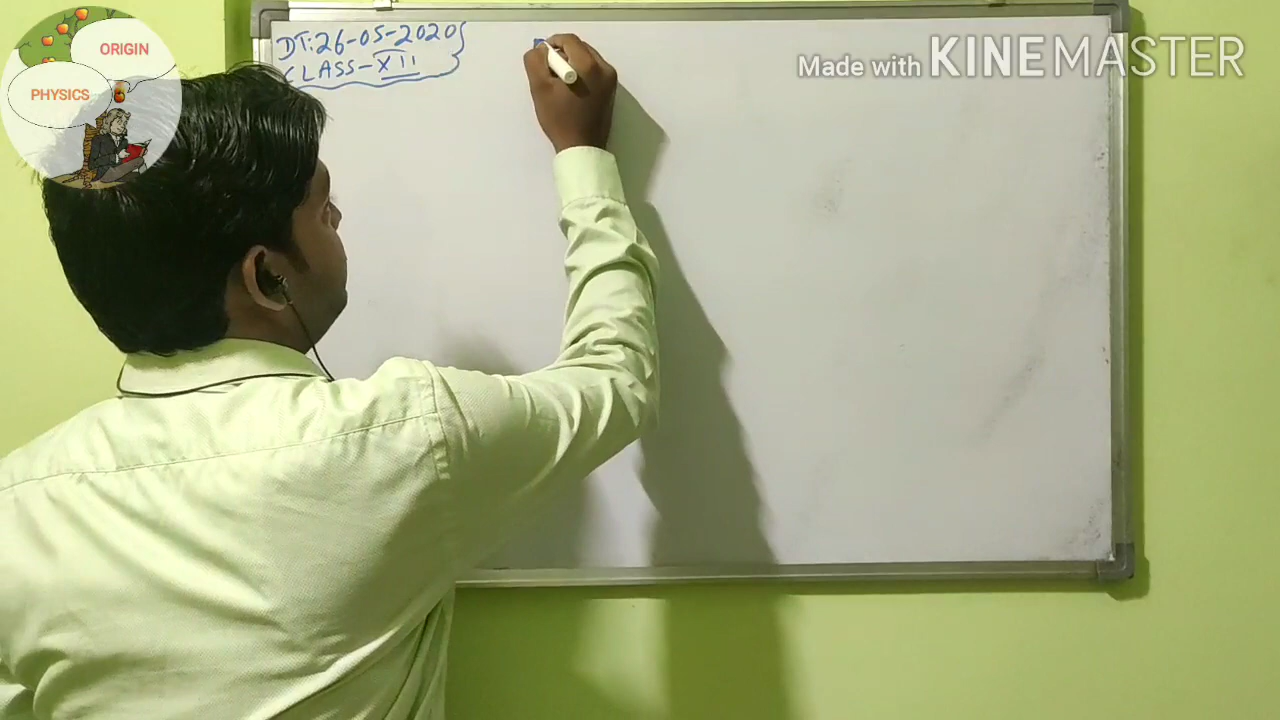 ORIGIN
PHYSICS
DT:26-05-2020
CLASS-XII
Made with KINEMASTER